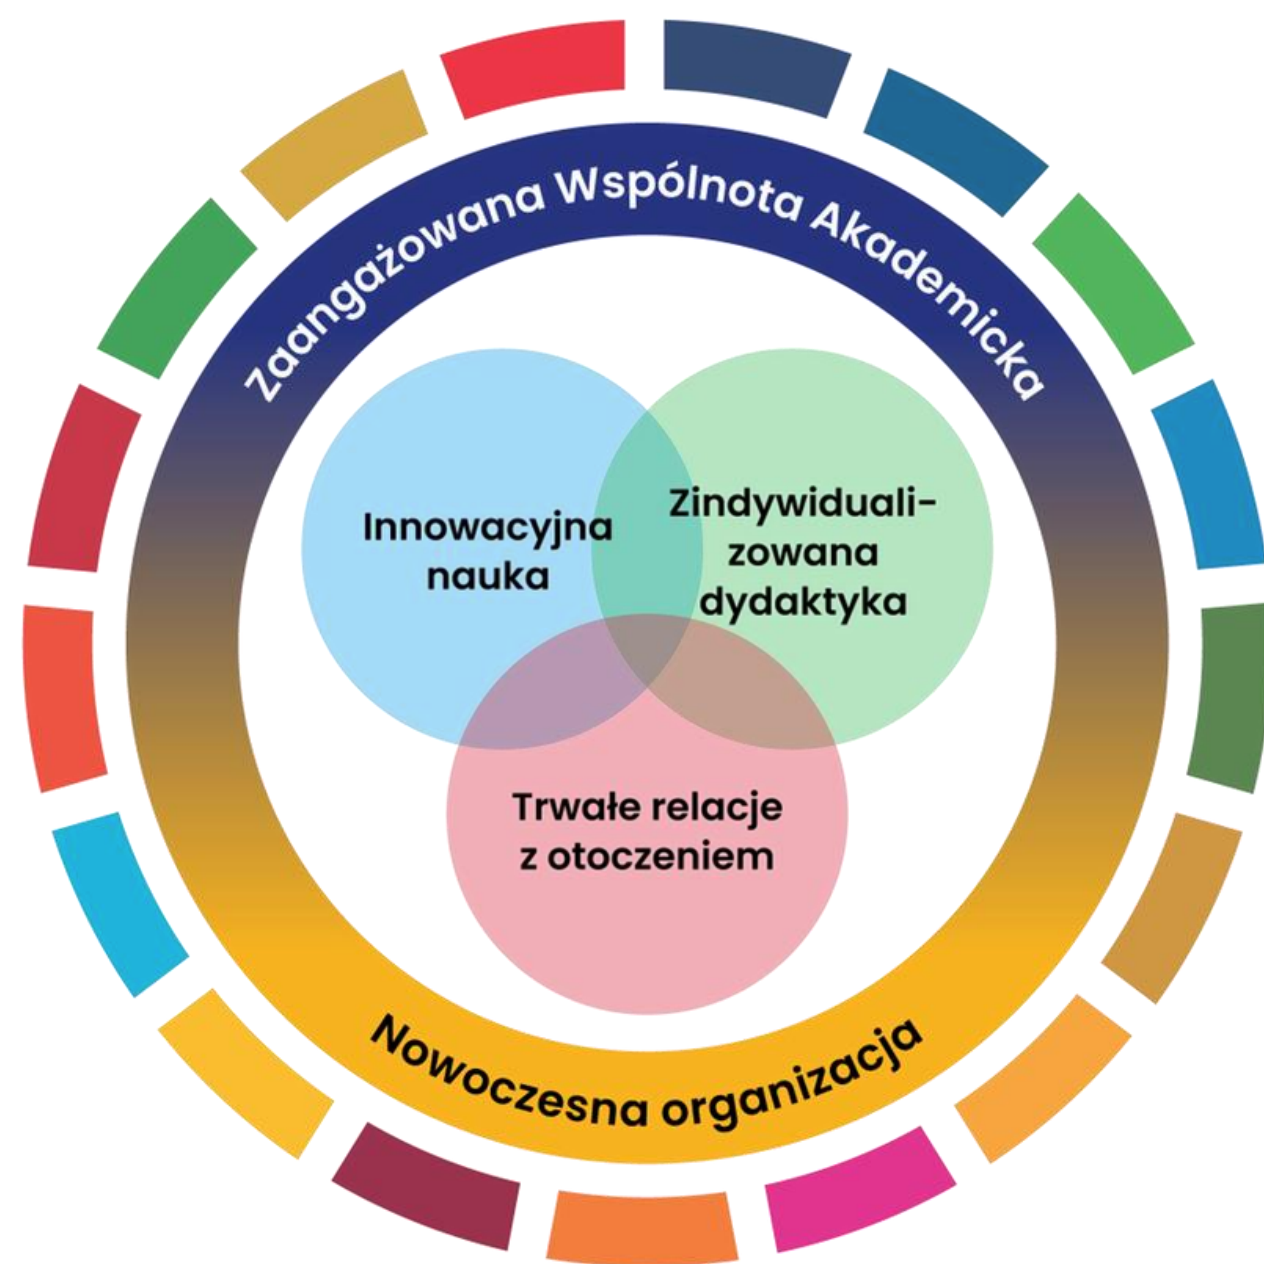 Zaangażowana Wspólnota Akademicka
Innowacyjna
nauka
Zindywiduali-
zowana
dydaktyka
Trwałe relacje
z otoczeniem
Nowoczesna organizacja